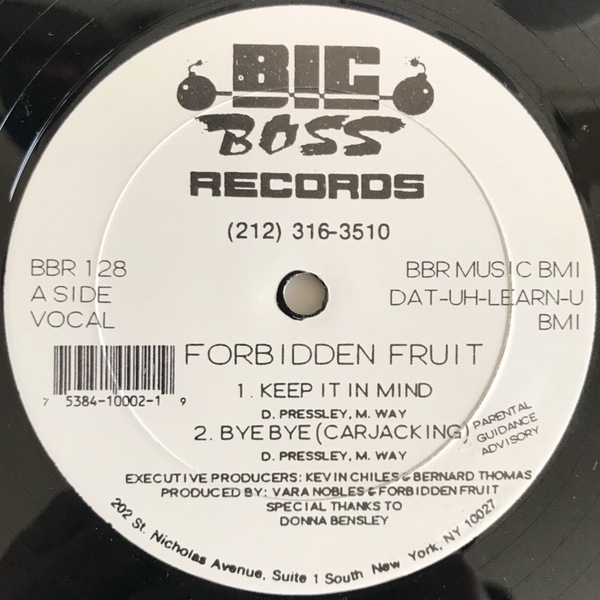 BIG
BOSS
RECORDS
(212) 316-3510
BBR 128
A SIDE
VOCAL
BBR MUSIC BMI
DAT-UH-LEARN-U
BMI
FORBIDDEN FRUIT
7 5384-10002-1 9
1. KEEP IT IN MIND
D. PRESSLEY, M. WAY
2. BYE BYE (CARJACKING)
D. PRESSLEY, M. WAY
PARENTAL
GUIDANCE
ADVISORY
EXECUTIVE PRODUCERS: KEVIN CHILES & BERNARD THOMAS
PRODUCED BY: VARA NOBLES & FORBIDDEN FRUIT
SPECIAL THANKS TO
DONNA BENSLEY
202 St. Nicholas Avenue, Suite 1 South New York, NY 10027